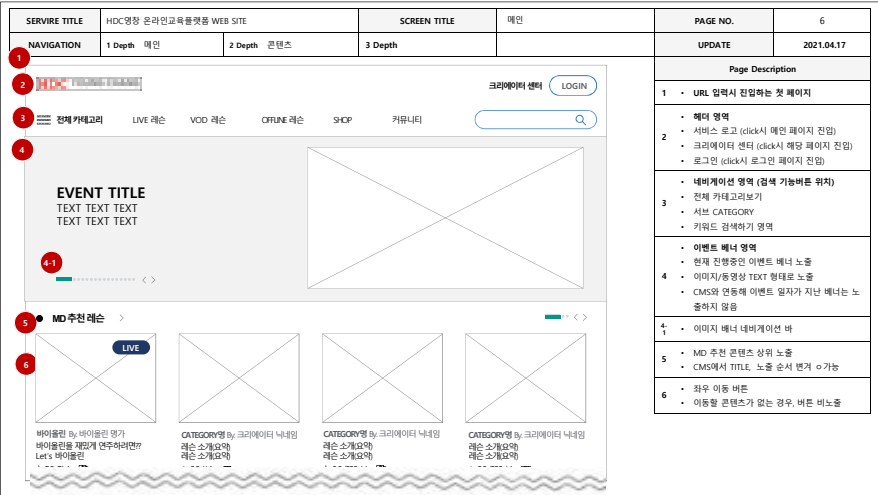 SERVIRE TITLE HDC영창 온라인교육플랫폼 WEB SITE SCREEN TITLE 메인 PAGE NO. 6
NAVIGATION 1 Depth 메인 2 Depth 콘텐츠 3 Depth UPDATE 2021.04.17
1
2
크리에이터 센터 LOGIN
3
전체 카테고리 LIVE 레슨 VOD 레슨 OFFLINE 레슨 SHOP 커뮤니티
4
EVENT TITLE
TEXT TEXT TEXT
TEXT TEXT TEXT
4-1
5
MD 추천 레슨
6
LIVE
바이올린 By. 바이올린 명가
바이올린을 재밌게 연주하려면??
Let's 바이올린
CATEGORY명 By. 크리에이터 닉네임
레슨 소개(요약)
레슨 소개(요약)
CATEGORY명 By. 크리에이터 닉네임
레슨 소개(요약)
레슨 소개(요약)
CATEGORY명 By. 크리에이터 닉네임
레슨 소개(요약)
레슨 소개(요약)
Page Description
1 • URL 입력시 진입하는 첫 페이지
2
• 헤더 영역
• 서비스 로고 (click시 메인 페이지 진입)
• 크리에이터 센터 (click시 해당 페이지 진입)
• 로그인 (click시 로그인 페이지 진입)
3
• 네비게이션 영역 (검색 기능버튼 위치)
• 전체 카테고리보기
• 서브 CATEGORY
• 키워드 검색하기 영역
4
• 이벤트 베너 영역
• 현재 진행중인 이벤트 베너 노출
• 이미지/동영상 TEXT 형태로 노출
• CMS와 연동해 이벤트 일자가 지난 베너는 노
출하지 않음
4-1 • 이미지 배너 네비게이션 바
5
• MD 추천 콘텐츠 상위 노출
• CMS에서 TITLE, 노출 순서 변겨 ㅇ가능
6
• 좌우 이동 버튼
• 이동할 콘텐츠가 없는 경우, 버튼 비노출